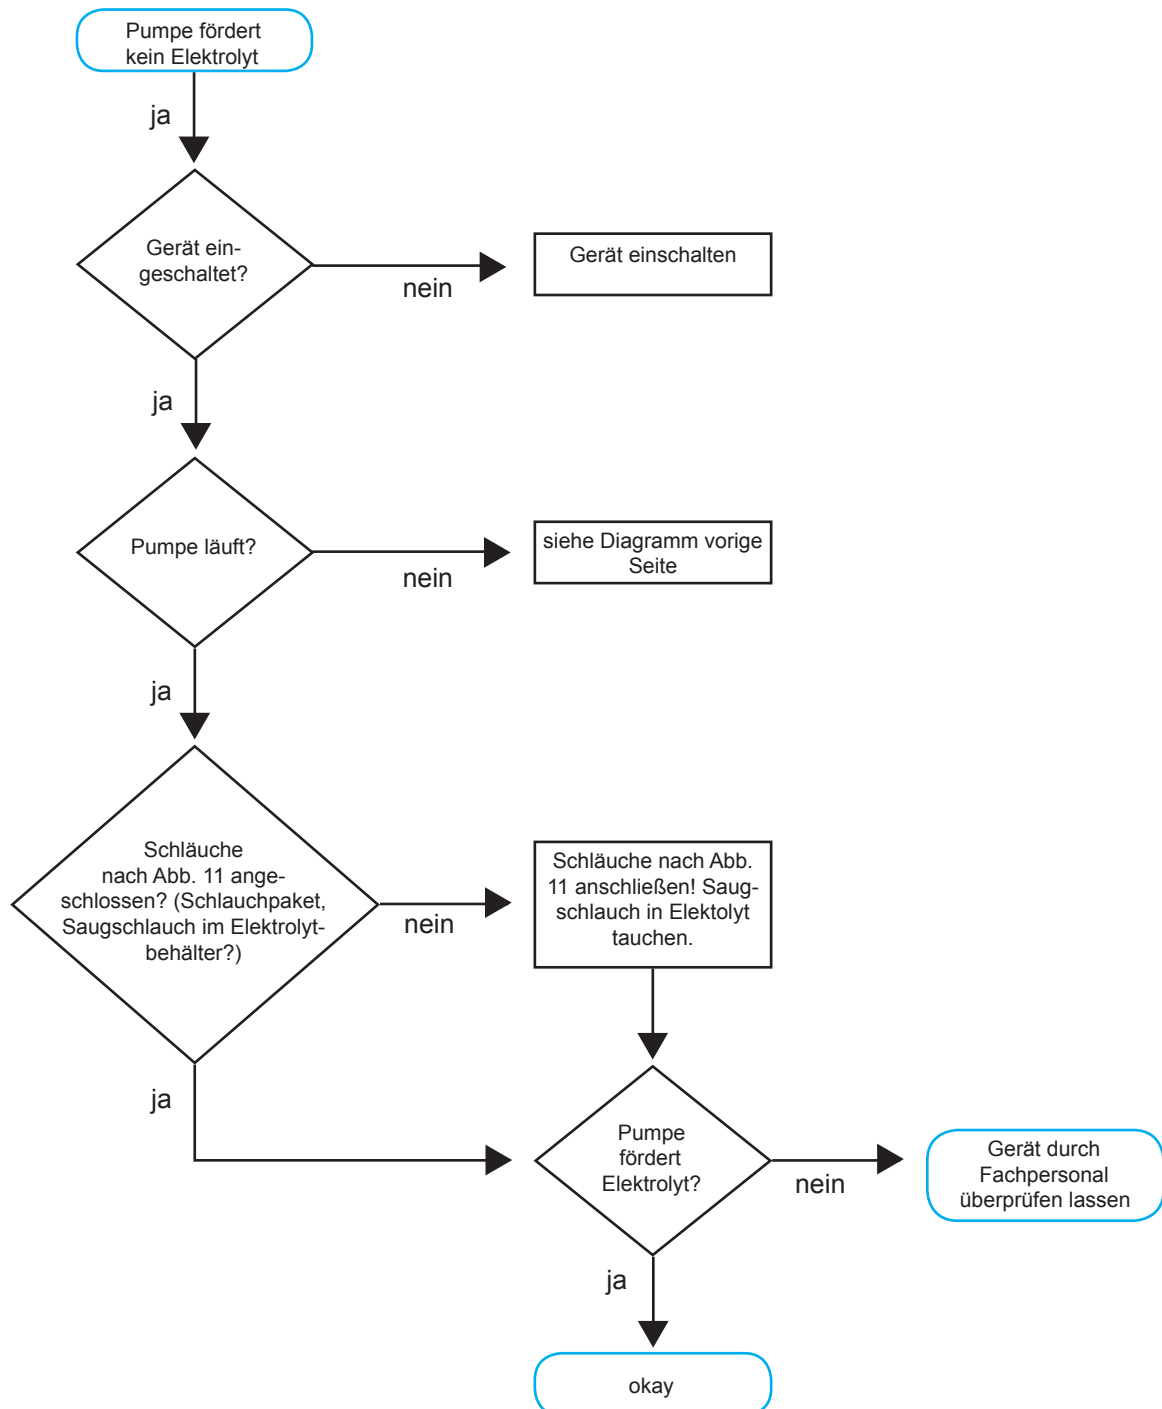 Pumpe fördert
kein Elektrolyt
ja
Gerät ein-
geschaltet?
nein
Gerät einschalten
ja
Pumpe läuft?
nein
siehe Diagramm vorige
Seite
ja
Schläuche
nach Abb. 11 ange-
schlossen? (Schlauchpaket,
Saugschlauch im Elektrolyt-
behälter?)
nein
Schläuche nach Abb.
11 anschließen! Saug-
schlauch in Elektolyt
tauchen.
ja
Pumpe
fördert
Elektrolyt?
nein
Gerät durch
Fachpersonal
überprüfen lassen
ja
okay